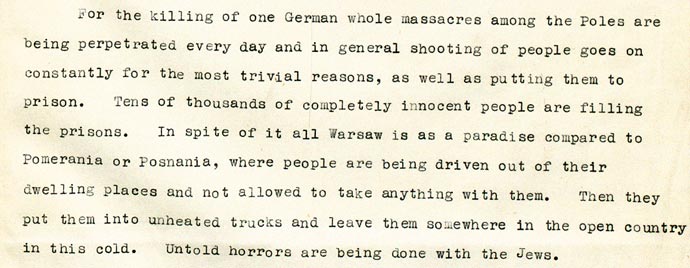 For the killing of one German whole massacres among the Poles are
being perpetrated every day and in general shooting of people goes on
constantly for the most trivial reasons, as well as putting them to
prison. Tens of thousands of completely innocent people are filling
the prisons. In spite of it all Warsaw is as a paradise compared to
Pomerania or Posnania, where people are being driven out of their
dwelling places and not allowed to take anything with them. Then they
put them into unheated trucks and leave them somewhere in the open country
in this cold. Untold horrors are being done with the Jews.